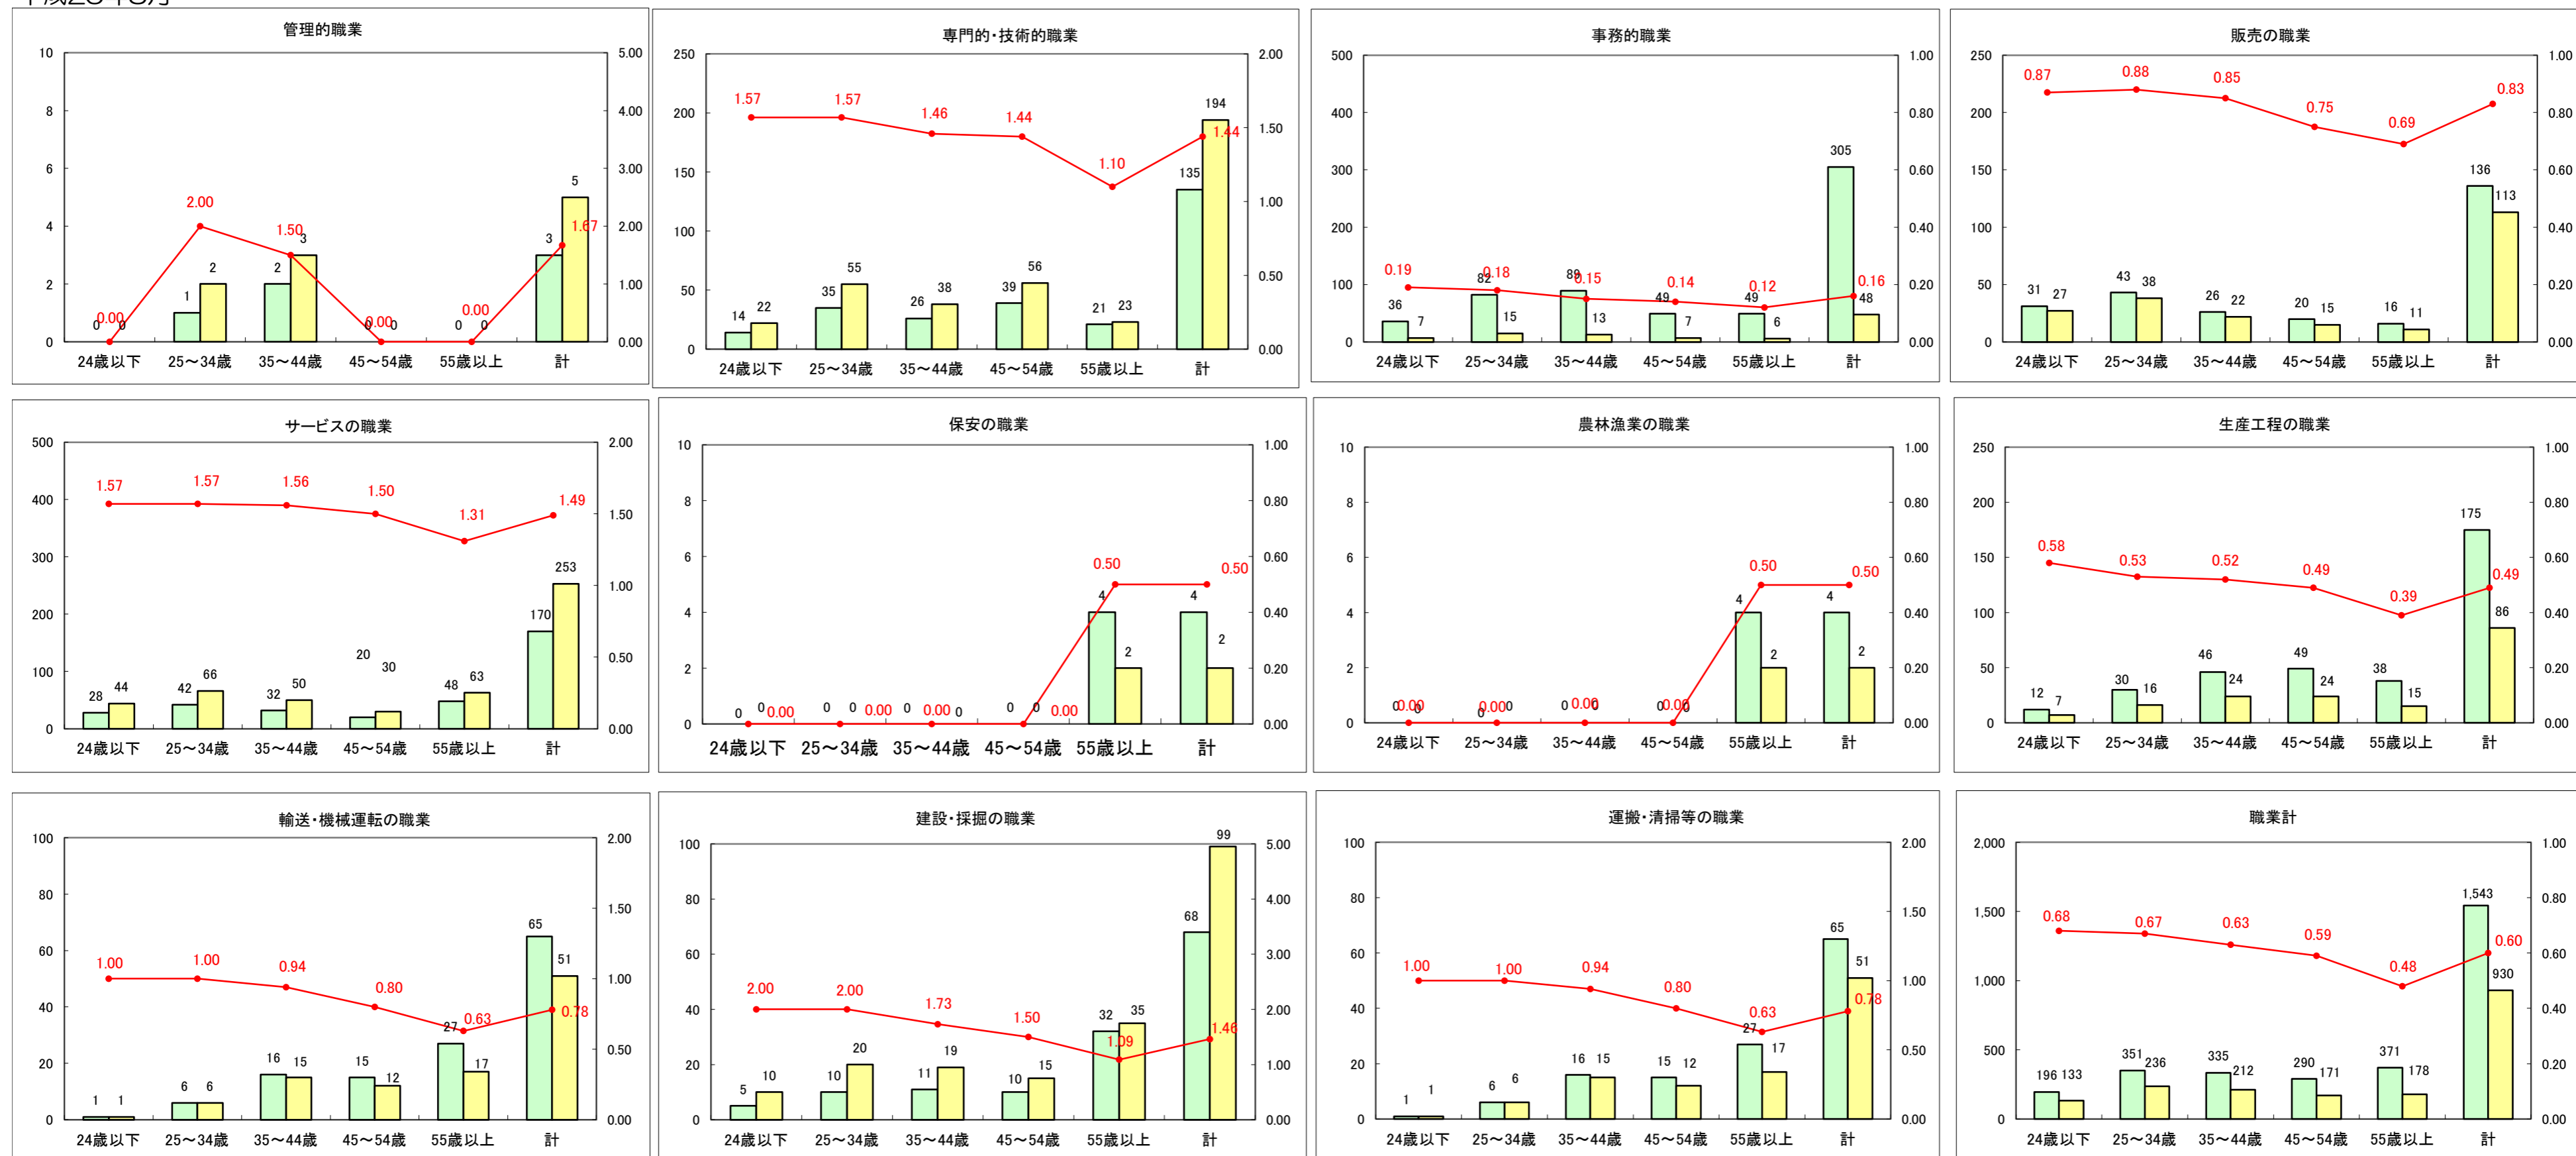 管理的職業
10 8 6 4 2 0
5.00 4.00 3.00 2.00 1.00 0.00
0.00 2.00 1.50 0.00 0.00 1.67
0 0 1 2 2 3 0 0 0 0 3 5
24歳以下 25～34歳 35～44歳 45～54歳 55歳以上 計
専門的・技術的職業
250 200 150 100 50 0
2.00 1.50 1.00 0.50 0.00
1.57 1.57 1.46 1.44 1.10 1.44
14 22 35 55 26 38 39 56 21 23 135 194
24歳以下 25～34歳 35～44歳 45～54歳 55歳以上 計
事務的職業
500 400 300 200 100 0
1.00 0.80 0.60 0.40 0.20 0.00
0.19 0.18 0.15 0.14 0.12 0.16
36 7 82 15 89 13 49 7 49 6 305 48
24歳以下 25～34歳 35～44歳 45～54歳 55歳以上 計
販売の職業
250 200 150 100 50 0
1.00 0.80 0.60 0.40 0.20 0.00
0.87 0.88 0.85 0.75 0.69 0.83
31 27 43 38 26 22 20 15 16 11 136 113
24歳以下 25～34歳 35～44歳 45～54歳 55歳以上 計
サービスの職業
500 400 300 200 100 0
2.00 1.50 1.00 0.50 0.00
1.57 1.57 1.56 1.50 1.31 1.49
28 44 42 66 32 50 20 30 48 63 170 253
24歳以下 25～34歳 35～44歳 45～54歳 55歳以上 計
保安の職業
10 8 6 4 2 0
1.00 0.80 0.60 0.40 0.20 0.00
0.00 0.00 0.00 0.00 0.50 0.50
0 0 0 0 0 0 0 0 4 2 4 2
24歳以下 25～34歳 35～44歳 45～54歳 55歳以上 計
農林漁業の職業
10 8 6 4 2 0
1.00 0.80 0.60 0.40 0.20 0.00
0.00 0.00 0.00 0.00 0.50 0.50
0 0 0 0 0 0 0 0 4 2 4 2
24歳以下 25～34歳 35～44歳 45～54歳 55歳以上 計
生産工程の職業
250 200 150 100 50 0
1.00 0.80 0.60 0.40 0.20 0.00
0.58 0.53 0.52 0.49 0.39 0.49
12 7 30 16 46 24 49 24 38 15 175 86
24歳以下 25～34歳 35～44歳 45～54歳 55歳以上 計
輸送・機械運転の職業
100 80 60 40 20 0
2.00 1.50 1.00 0.50 0.00
1.00 1.00 0.94 0.80 0.63 0.78
1 1 6 6 16 15 15 12 27 17 65 51
24歳以下 25～34歳 35～44歳 45～54歳 55歳以上 計
建設・採掘の職業
100 80 60 40 20 0
5.00 4.00 3.00 2.00 1.00 0.00
2.00 2.00 1.73 1.50 1.09 1.46
5 10 10 20 11 19 10 15 32 35 68 99
24歳以下 25～34歳 35～44歳 45～54歳 55歳以上 計
運搬・清掃等の職業
100 80 60 40 20 0
2.00 1.50 1.00 0.50 0.00
1.00 1.00 0.94 0.80 0.63 0.78
1 1 6 6 16 15 15 12 27 17 65 51
24歳以下 25～34歳 35～44歳 45～54歳 55歳以上 計
職業計
2,000 1,500 1,000 500 0
1.00 0.80 0.60 0.40 0.20 0.00
0.68 0.67 0.63 0.59 0.48 0.60
196 133 351 236 335 212 290 171 371 178 1,543 930
24歳以下 25～34歳 35～44歳 45～54歳 55歳以上 計